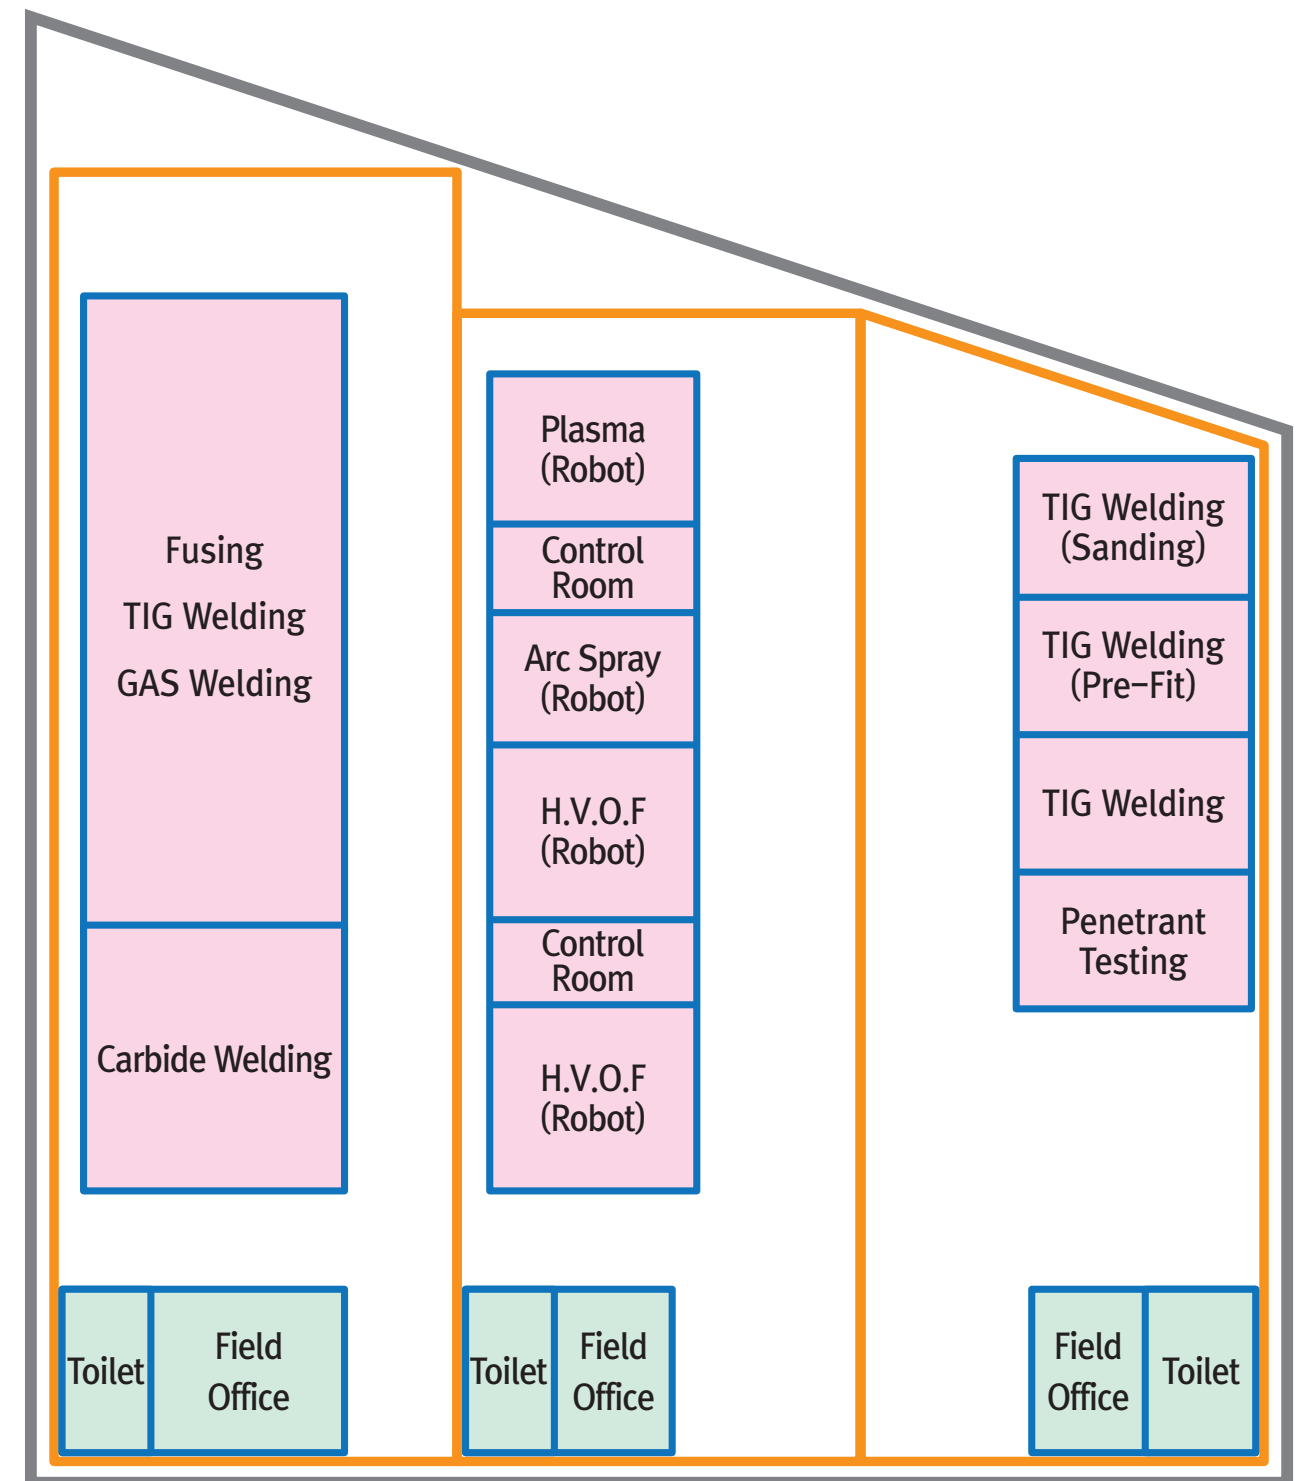 Fusing
TIG Welding
GAS Welding
Carbide Welding
Toilet
Field
Office
Plasma
(Robot)
Control
Room
Arc Spray
(Robot)
H.V.O.F
(Robot)
Control
Room
H.V.O.F
(Robot)
Toilet
Field
Office
TIG Welding
(Sanding)
TIG Welding
(Pre–Fit)
TIG Welding
Penetrant
Testing
Field
Office
Toilet